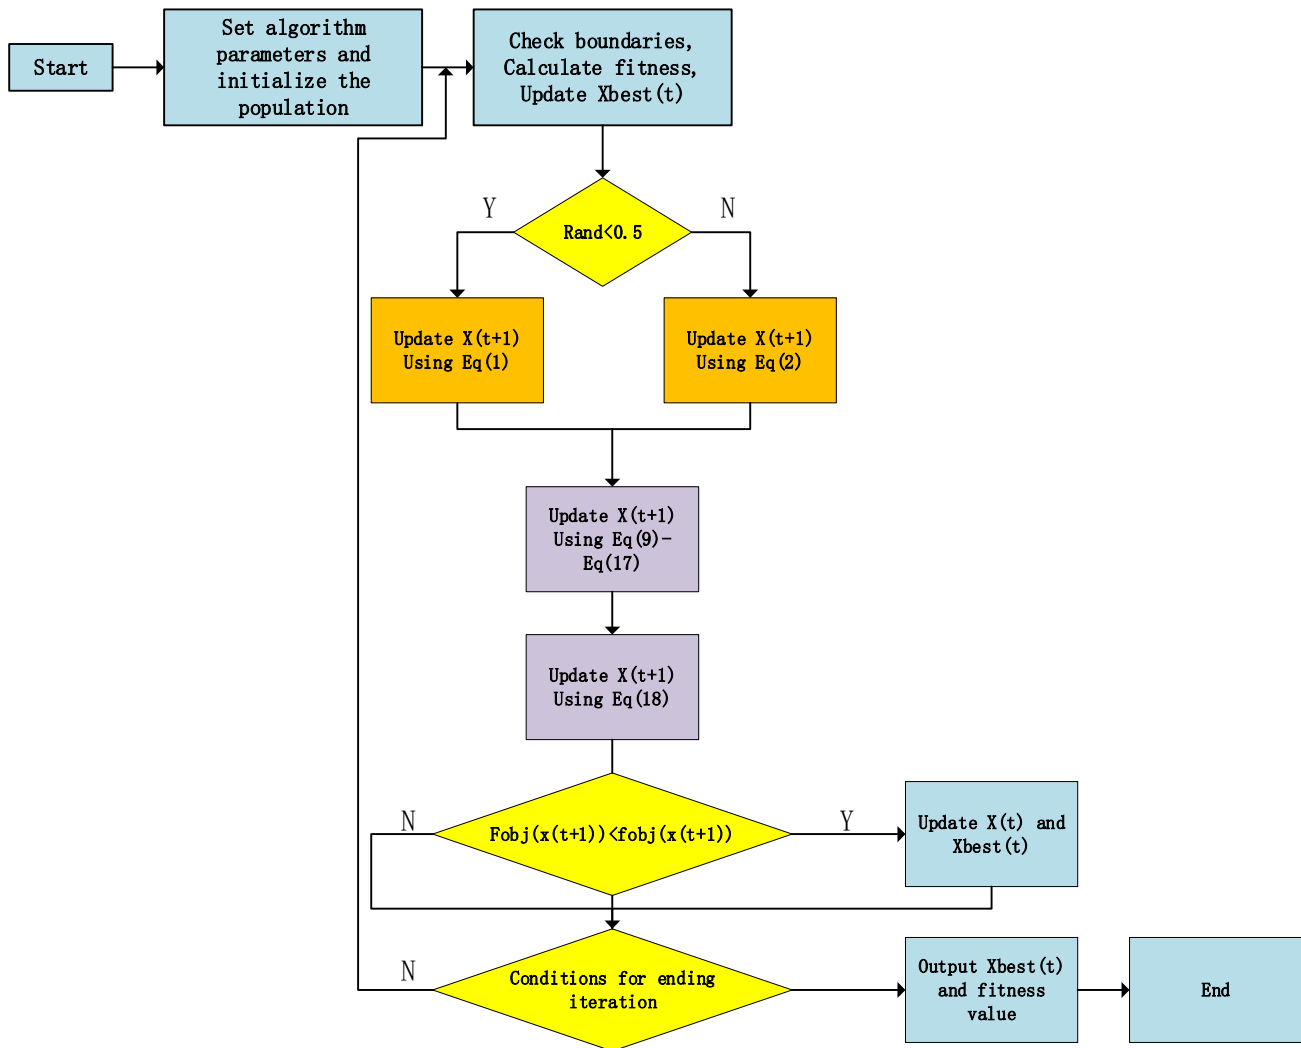 Start
Set algorithm
parameters and
initialize the
population
Check boundaries,
Calculate fitness,
Update Xbest(t)
Y
N
Rand<0.5
Update X(t+1)
Using Eq(1)
Update X(t+1)
Using Eq(2)
Update X(t+1)
Using Eq(9)-
Eq(17)
Update X(t+1)
Using Eq(18)
N
Fobj(x(t+1))<fobj(x(t+1))
Y
Update X(t) and
Xbest(t)
N
Conditions for ending
iteration
Output Xbest(t)
and fitness
value
End